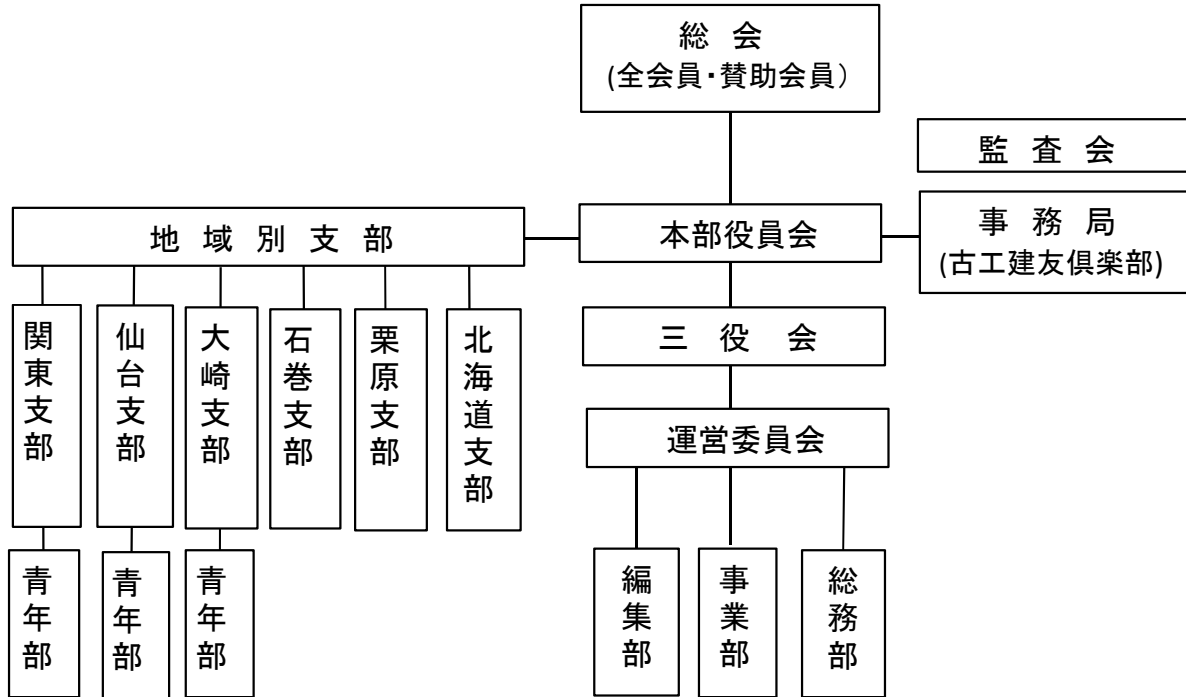 総 会
(全会員・賛助会員)
監 査 会
地 域 別 支 部
本部役員会
事 務 局
(古工建友倶楽部)
関東支部
仙台支部
大崎支部
石巻支部
栗原支部
北海道支部
三 役 会
運営委員会
青年部
青年部
青年部
編集部
事業部
総務部